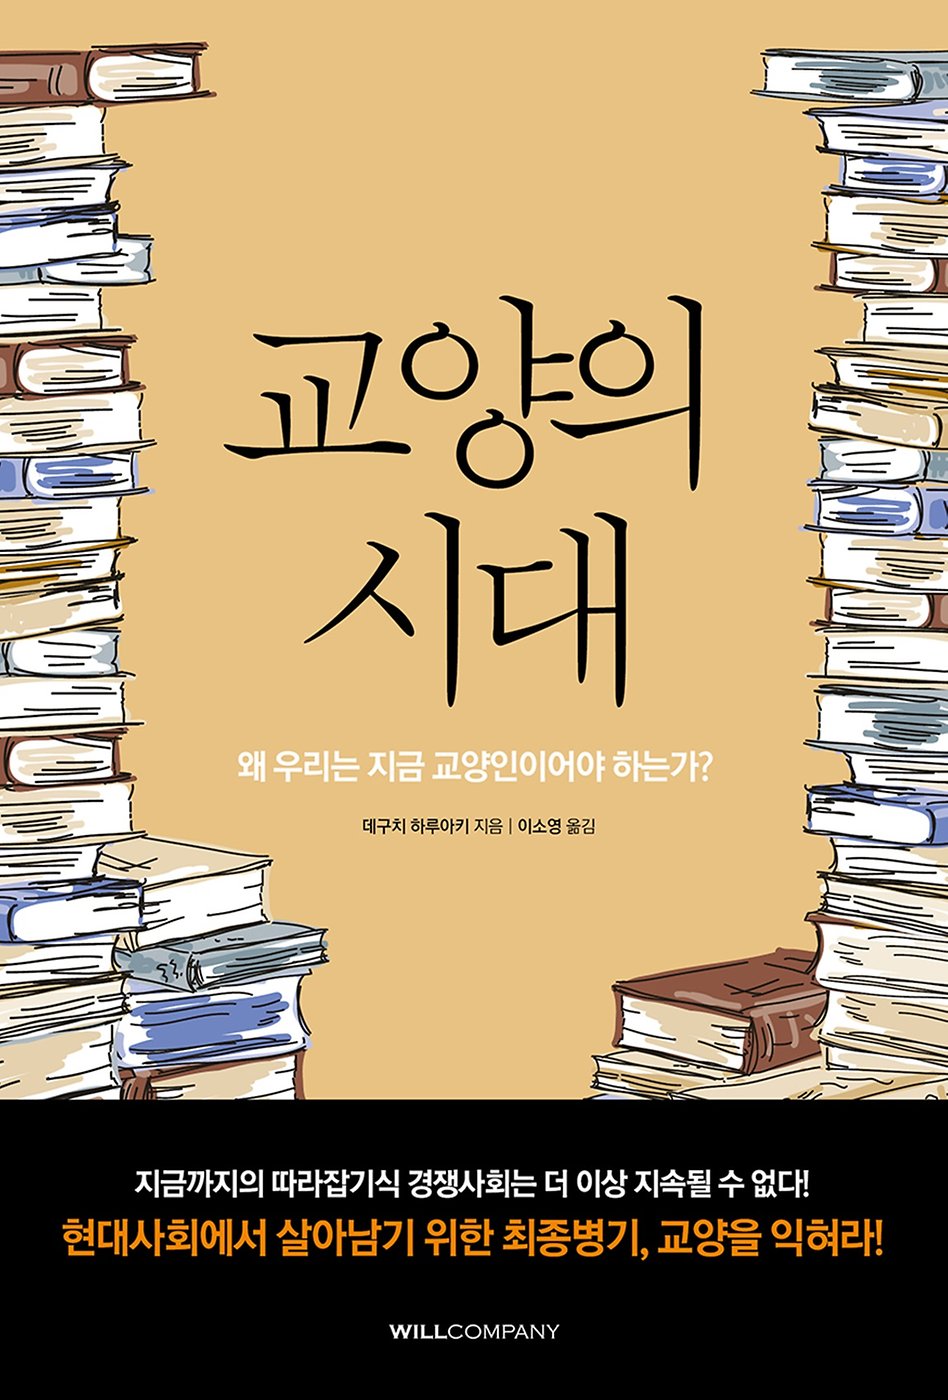 교양의
시대
왜 우리는 지금 교양인이어야 하는가?
데구치 하루아키 지음 | 이소영 옮김
지금까지의 따라잡기식 경쟁사회는 더 이상 지속될 수 없다!
현대사회에서 살아남기 위한 최종병기, 교양을 익혀라!
WILLCOMPANY